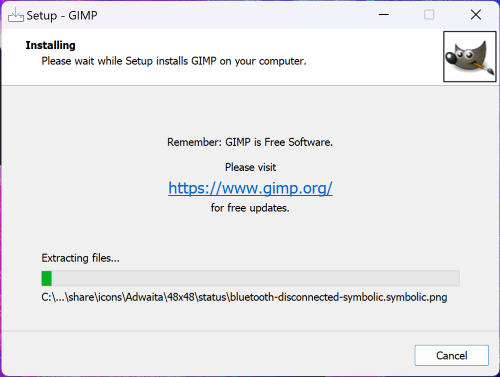 Setup - GIMP
Installing
Please wait while Setup installs GIMP on your computer.
Remember: GIMP is Free Software.
Please visit
https://www.gimp.org/
for free updates.
Extracting files...
C:\...\share\icons\Adwaita\48x48\status\bluetooth-disconnected-symbolic.symbolic.png
Cancel